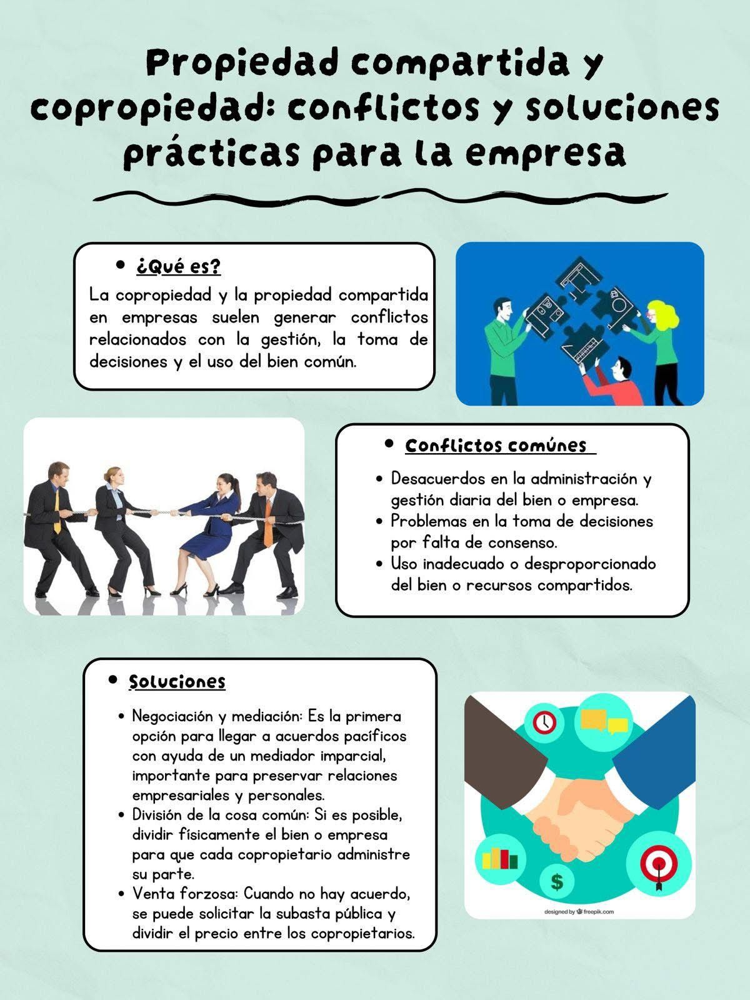 Propiedad compartida y
copropiedad: conflictos y soluciones
prácticas para la empresa
• ¿Qué es?
La copropiedad y la propiedad compartida
en empresas suelen generar conflictos
relacionados con la gestión, la toma de
decisiones y el uso del bien común.
• Conflictos comúnes
• Desacuerdos en la administración y
gestión diaria del bien o empresa.
• Problemas en la toma de decisiones
por falta de consenso.
• Uso inadecuado o desproporcionado
del bien o recursos compartidos.
• Soluciones
• Negociación y mediación: Es la primera
opción para llegar a acuerdos pacíficos
con ayuda de un mediador imparcial,
importante para preservar relaciones
empresariales y personales.
• División de la cosa común: Si es posible,
dividir físicamente el bien o empresa
para que cada copropietario administre
su parte.
• Venta forzosa: Cuando no hay acuerdo,
se puede solicitar la subasta pública y
dividir el precio entre los copropietarios.
$
designed by freepik.com